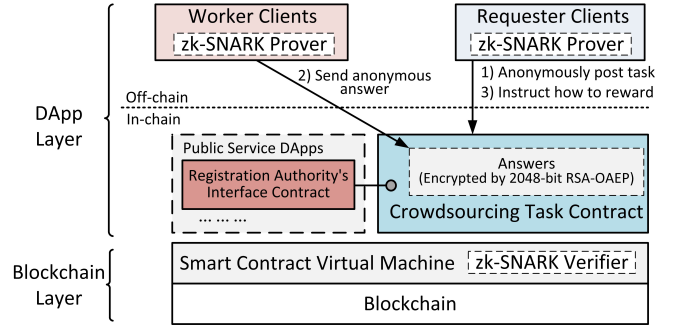 Worker Clients
zk-SNARK Prover
Requester Clients
zk-SNARK Prover
2) Send anonymous
answer
1) Anonymously post task
3) Instruct how to reward
DApp
Layer
Off-chain
In-chain
Public Service DApps
Registration Authority's
Interface Contract
... ... ...
Answers
(Encrypted by 2048-bit RSA-OAEP)
Crowdsourcing Task Contract
Blockchain
Layer
Smart Contract Virtual Machine
zk-SNARK Verifier
Blockchain